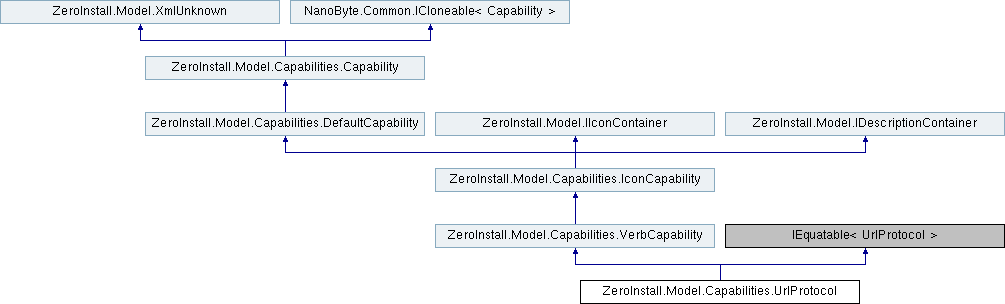 ZeroInstall.Model.XmlUnknown
NanoByte.Common.ICloneable< Capability >
ZeroInstall.Model.Capabilities.Capability
ZeroInstall.Model.Capabilities.DefaultCapability
ZeroInstall.Model.IIconContainer
ZeroInstall.Model.IDescriptionContainer
ZeroInstall.Model.Capabilities.IconCapability
ZeroInstall.Model.Capabilities.VerbCapability
IEquatable< UrlProtocol >
ZeroInstall.Model.Capabilities.UrlProtocol